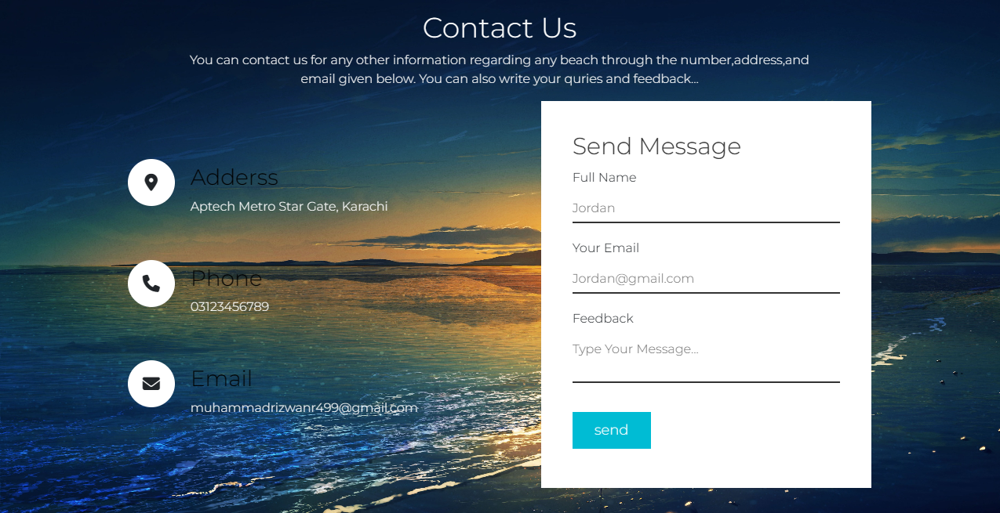 Contact Us
You can contact us for any other information regarding any beach through the number,address,and
email given below. You can also write your quries and feedback...
Adderss
Aptech Metro Star Gate, Karachi
Phone
03123456789
Email
muhammadrizwanr499@gmail.com
Send Message
Full Name
Jordan
Your Email
Jordan@gmail.com
Feedback
Type Your Message...
send